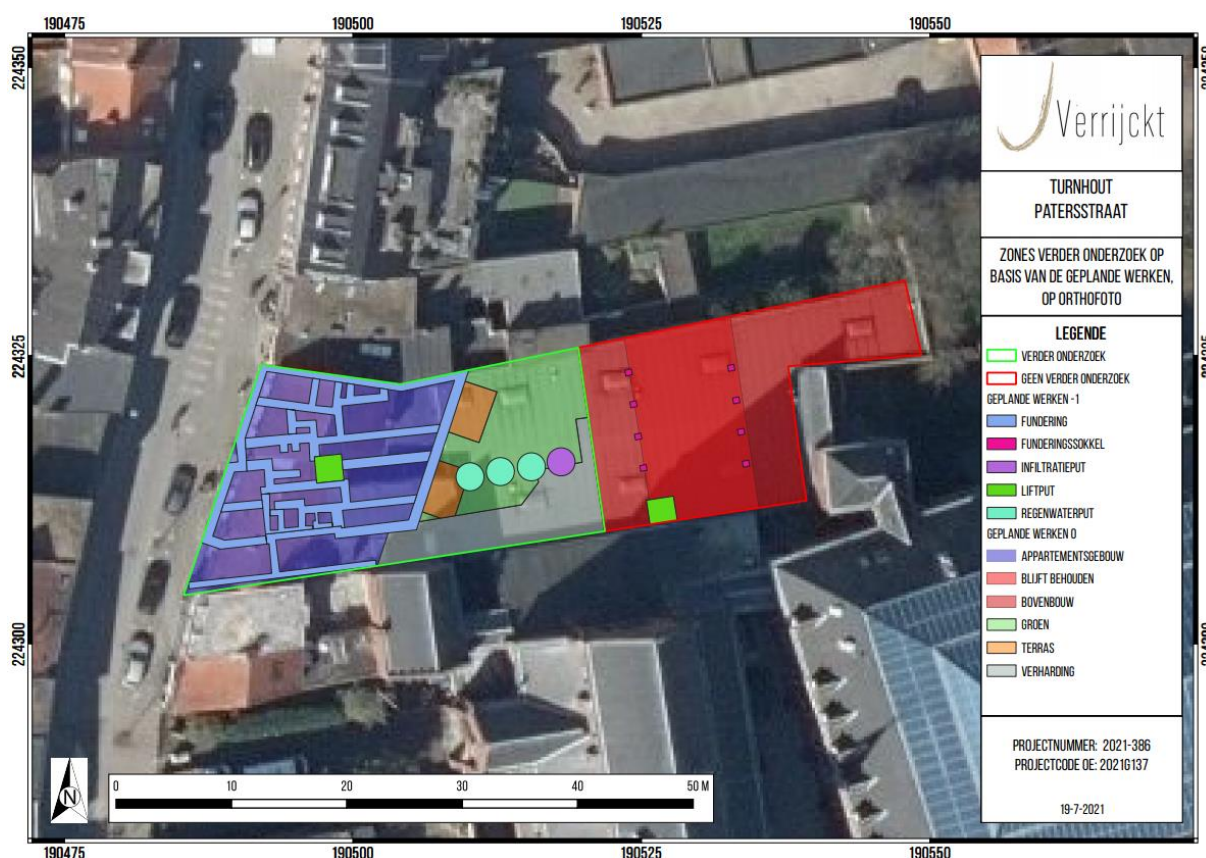 190475 190500 190525 190550
224350
224325
224300
Verrijckt
TURNHOUT
PATERSSTRAAT
ZONES VERDER ONDERZOEK OP
BASIS VAN DE GEPLANDE WERKEN,
OP ORTHOFOTO
LEGENDE
VERDER ONDERZOEK
GEEN VERDER ONDERZOEK
GEPLANDE WERKEN -1
FUNDERING
FUNDERINGSSOKKEL
INFILTRATIEPUT
LIFTPUT
REGENWATERPUT
GEPLANDE WERKEN 0
APPARTEMENTSGEBOUW
BLIJFT BEHOUDEN
BOVENBOUW
GROEN
TERRAS
VERHARDING
PROJECTNUMMER: 2021-386
PROJECTCODE OE: 2021G137
19-7-2021
N
0 10 20 30 40 50 M
190475 190500 190525 190550